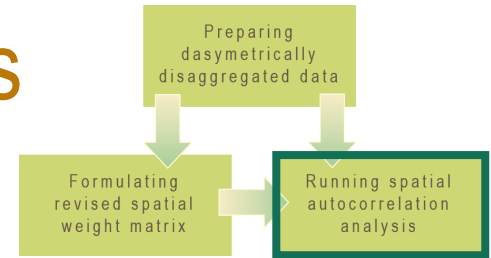 s
Preparing
dasymetrically
disaggregated data
Formulating
revised spatial
weight matrix
Running spatial
autocorrelation
analysis